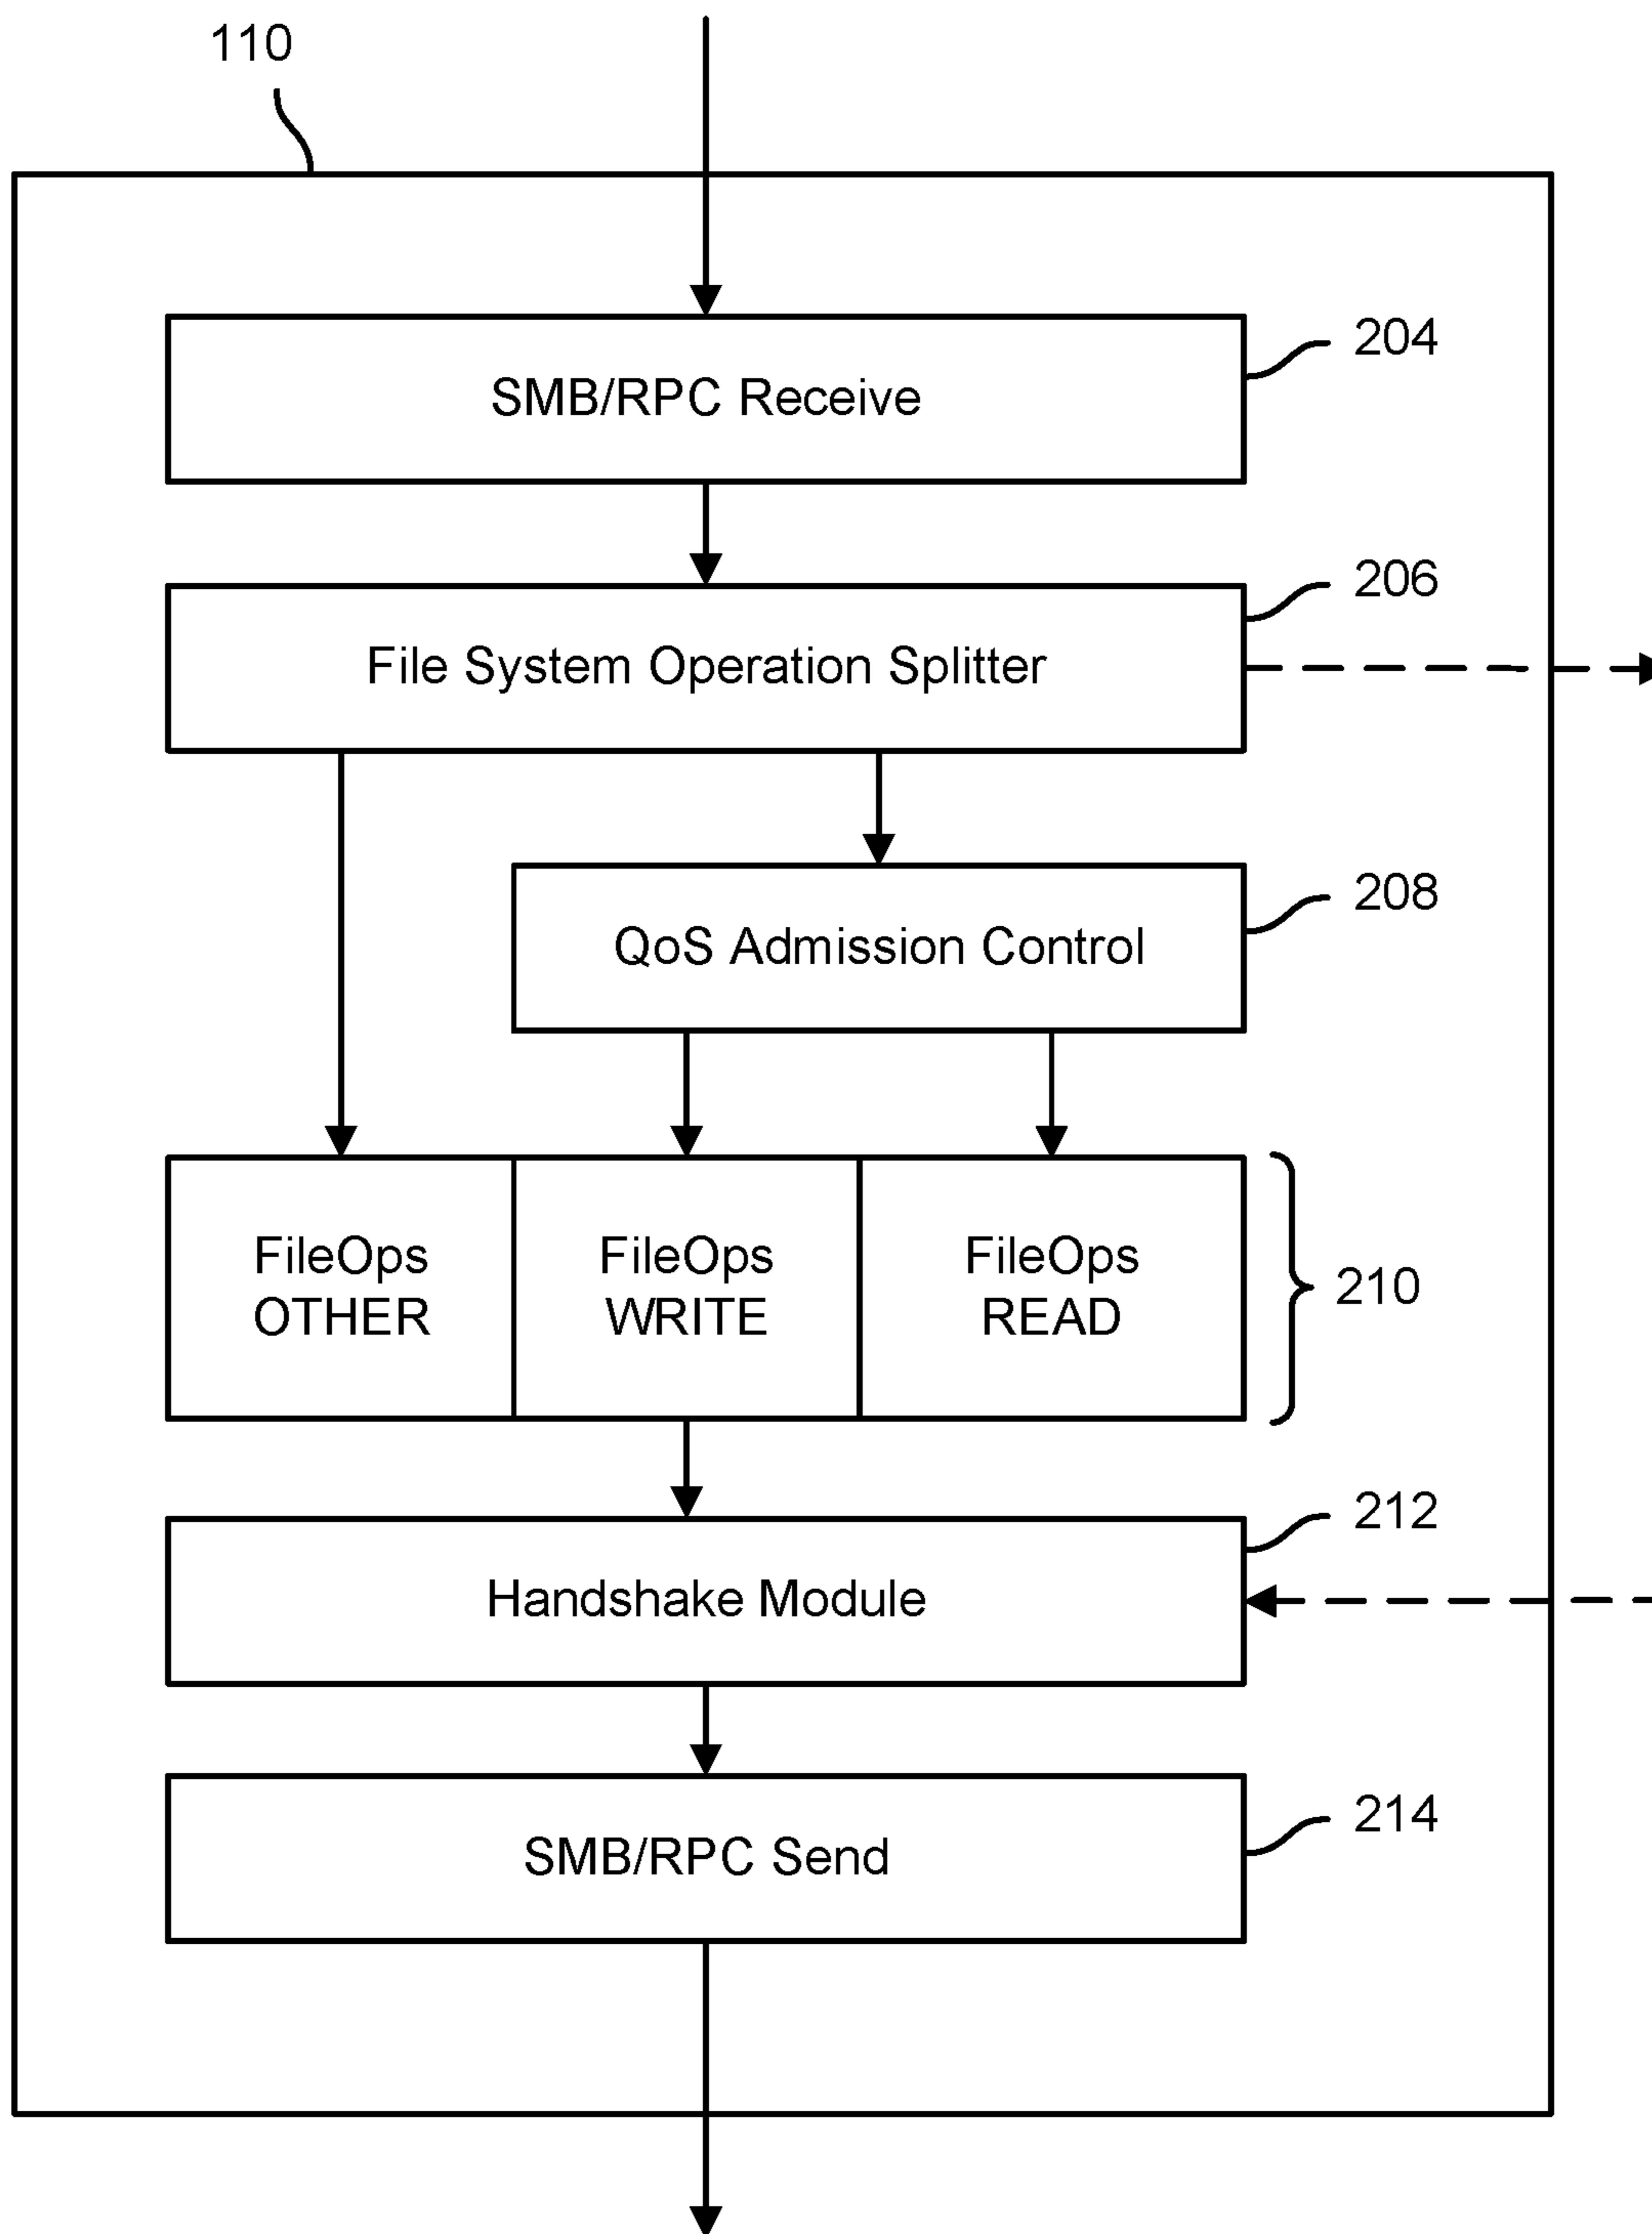 110
SMB/RPC Receive
204
File System Operation Splitter
206
QoS Admission Control
208
FileOps
OTHER
FileOps
WRITE
FileOps
READ
210
Handshake Module
212
SMB/RPC Send
214